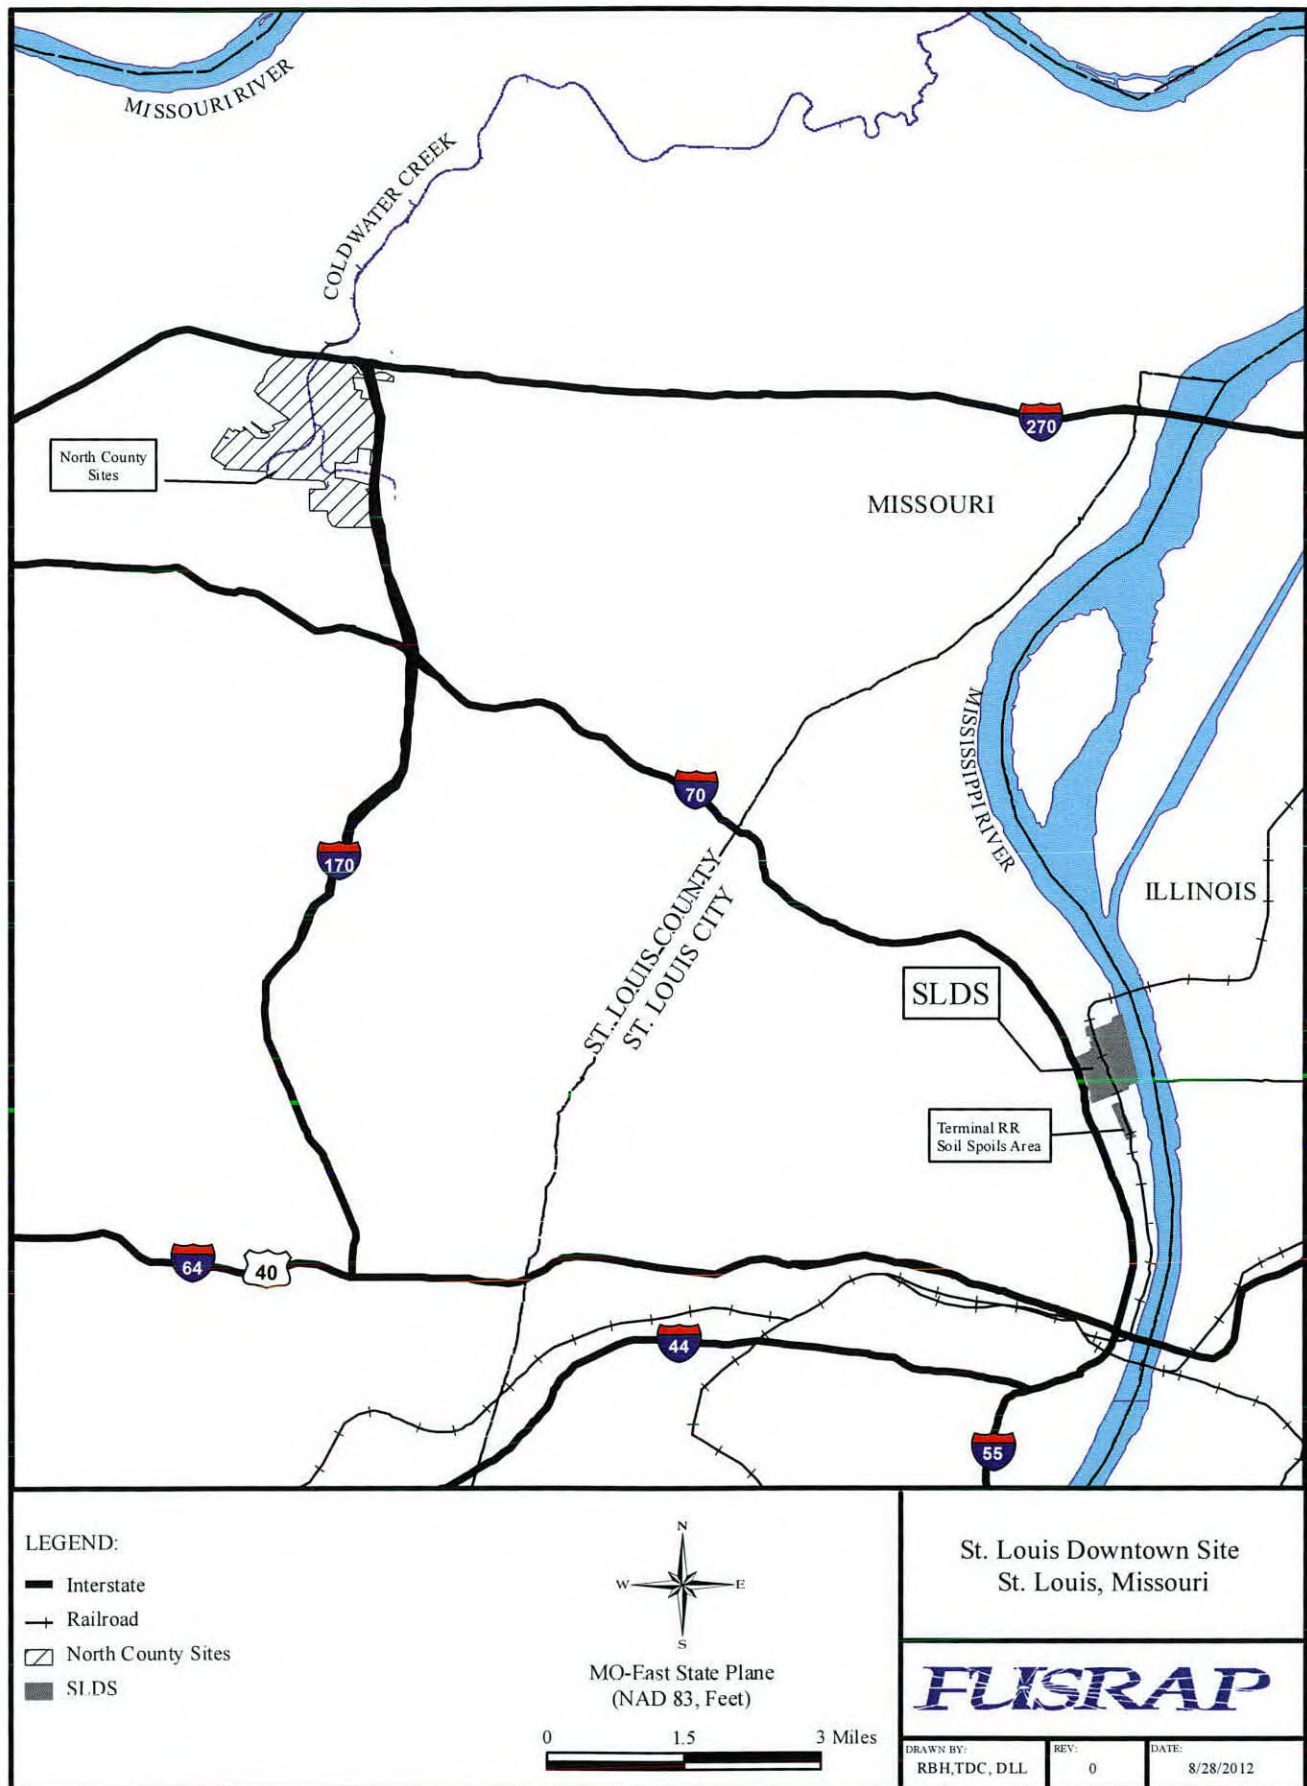 MISSOURI RIVER
COLDWATER CREEK
270
North County
Sites
MISSOURI
MISSISSIPPI RIVER
70
170
ILLINOIS
ST. LOUIS COUNTY
ST. LOUIS CITY
SLDS
Terminal RR
Soil Spoils Area
64
40
44
55
LEGEND:
Interstate
Railroad
North County Sites
SLDS
N
W E
S
MO-East State Plane
(NAD 83, Feet)
0 1.5 3 Miles
St. Louis Downtown Site
St. Louis, Missouri
FUSRAP
DRAWN BY:
RBH,TDC, DLL
REV:
0
DATE:
8/28/2012